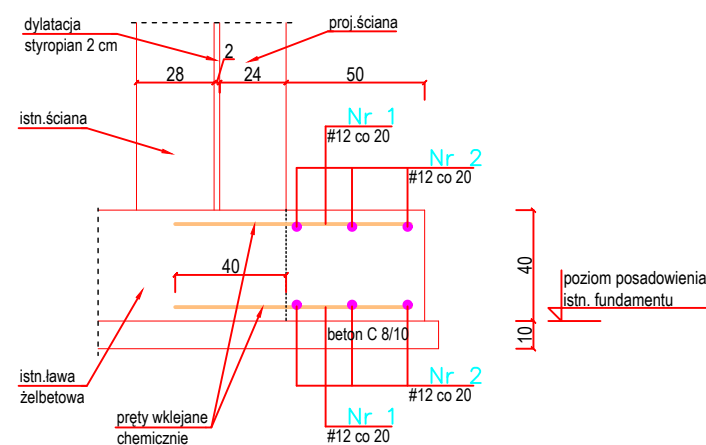 dylatacja
styropian 2 cm
proj.ściana
2
28
24
50
istn.ściana
Nr 1
#12 co 20
Nr 2
#12 co 20
40
40
poziom posadowienia
istn. fundamentu
beton C 8/10
10
istn.ława
żelbetowa
Nr 2
#12 co 20
pręty wklejane
chemicznie
Nr 1
#12 co 20